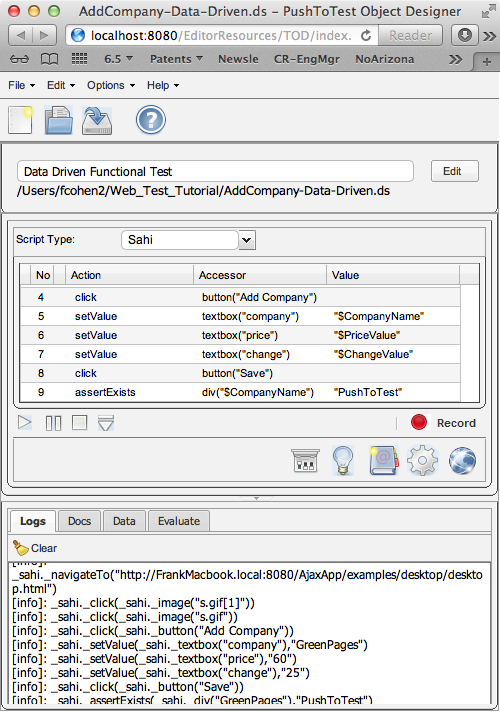 AddCompany-Data-Driven.ds - PushToTest Object Designer
localhost:8080/EditorResources/TOD/index. Reader
6.5 Patents Newsle CR-EngMgr NoArizona »
File Edit Options Help
Data Driven Functional Test Edit
/Users/fcohen2/Web_Test_Tutorial/AddCompany-Data-Driven.ds
Script Type: Sahi
No Action Accessor Value
4 click button("Add Company")
5 setValue textbox("company") "$CompanyName"
6 setValue textbox("price") "$PriceValue"
7 setValue textbox("change") "$ChangeValue"
8 click button("Save")
9 assertExists div("$CompanyName") "PushToTest"
Record
Logs Docs Data Evaluate
Clear
[info]:
_sahi._navigateTo("http://FrankMacbook.local:8080/AjaxApp/examples/desktop/deskto
p.html")
[info]: _sahi._click(_sahi._image("s.gif[1]"))
[info]: _sahi._click(_sahi._image("s.gif"))
[info]: _sahi._click(_sahi._button("Add Company"))
[info]: _sahi._setValue(_sahi._textbox("company"),"GreenPages")
[info]: _sahi._setValue(_sahi._textbox("price"),"60")
[info]: _sahi._setValue(_sahi._textbox("change"),"25")
[info]: _sahi._click(_sahi._button("Save"))
[info]: _sahi._assertExists(_sahi._div("GreenPages"),"PushToTest")